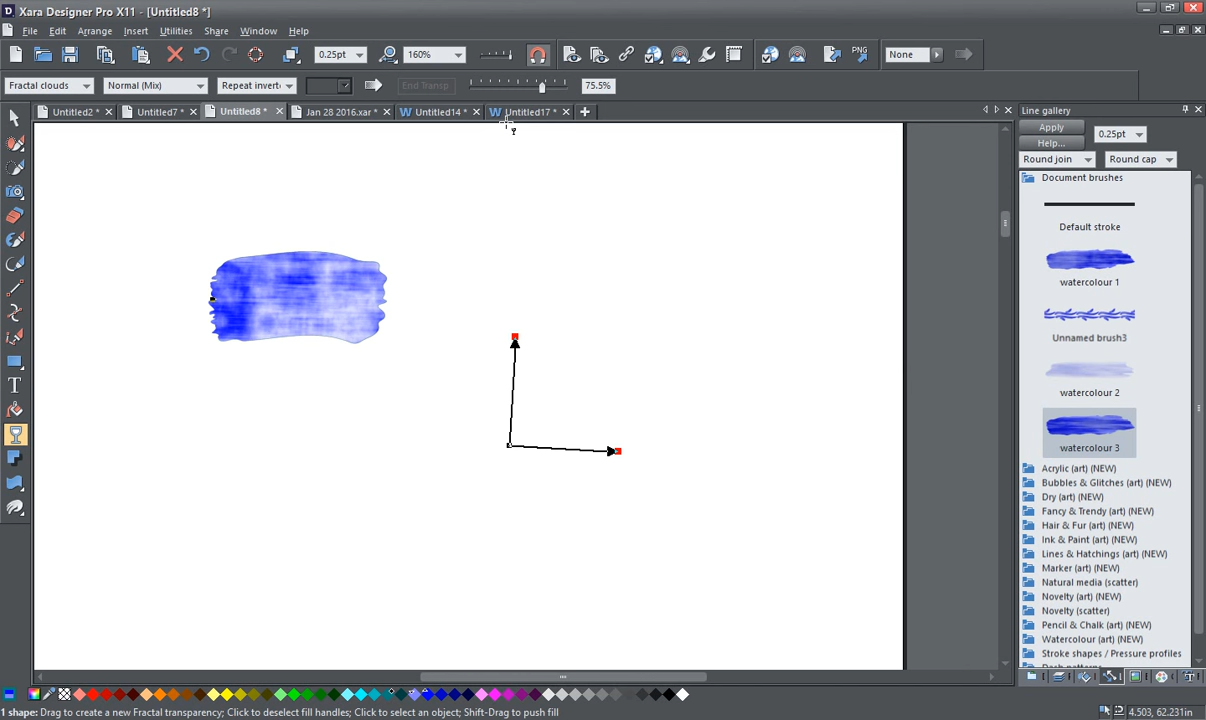 Xara Designer Pro X11 - [Untitled8 *]
File Edit Arrange Insert Utilities Share Window Help
0.25pt 160% PNG None
Fractal clouds Normal (Mix) Repeat inverte End Transp 75.5%
Untitled2 * Untitled7 * Untitled8 * Jan 28 2016.xar * Untitled14 * Untitled17 *
Line gallery
Apply
Help...
0.25pt
Round join Round cap
Document brushes
Default stroke
watercolour 1
Unnamed brush3
watercolour 2
watercolour 3
Acrylic (art) (NEW)
Bubbles & Glitches (art) (NEW)
Dry (art) (NEW)
Fancy & Trendy (art) (NEW)
Hair & Fur (art) (NEW)
Ink & Paint (art) (NEW)
Lines & Hatchings (art) (NEW)
Marker (art) (NEW)
Natural media (scatter)
Novelty (art) (NEW)
Novelty (scatter)
Pencil & Chalk (art) (NEW)
Watercolour (art) (NEW)
Stroke shapes / Pressure profiles
1 shape: Drag to create a new Fractal transparency; Click to deselect fill handles; Click to select an object; Shift-Drag to push fill
4.503, 62.231in